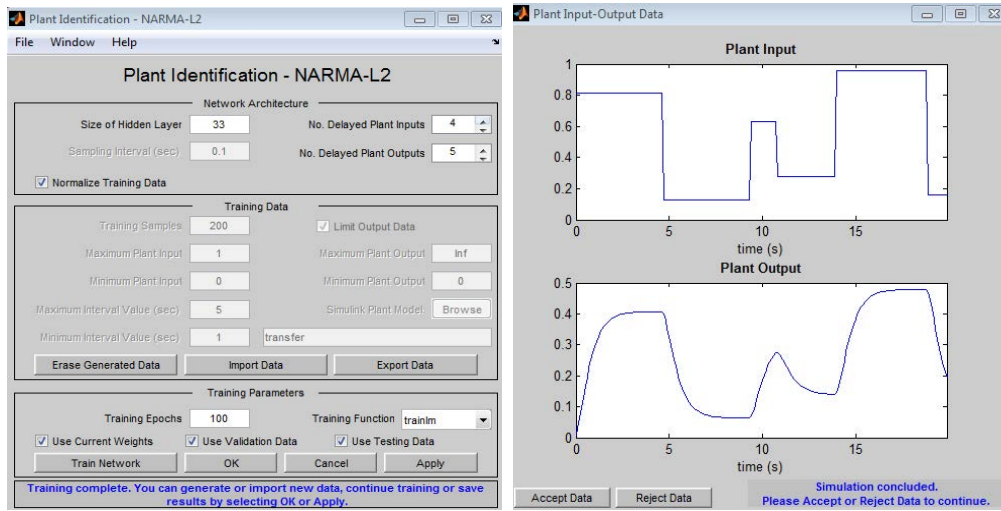 Plant Identification - NARMA-L2
File Window Help
Plant Identification - NARMA-L2
Network Architecture
Size of Hidden Layer 33 No. Delayed Plant Inputs 4
Sampling Interval (sec) 0.1 No. Delayed Plant Outputs 5
Normalize Training Data
Training Data
Training Samples 200 Limit Output Data
Maximum Plant Input 1 Maximum Plant Output Inf
Minimum Plant Input 0 Minimum Plant Output 0
Maximum Interval Value (sec) 5 Simulink Plant Model: Browse
Minimum Interval Value (sec) 1 transfer
Erase Generated Data Import Data Export Data
Training Parameters
Training Epochs 100 Training Function trainlm
Use Current Weights Use Validation Data Use Testing Data
Train Network OK Cancel Apply
Training complete. You can generate or import new data, continue training or save
results by selecting OK or Apply.
Plant Input-Output Data
Plant Input
1
0.8
0.6
0.4
0.2
0
0 5 10 15
time (s)
Plant Output
0.5
0.4
0.3
0.2
0.1
0
0 5 10 15
time (s)
Accept Data Reject Data
Simulation concluded.
Please Accept or Reject Data to continue.